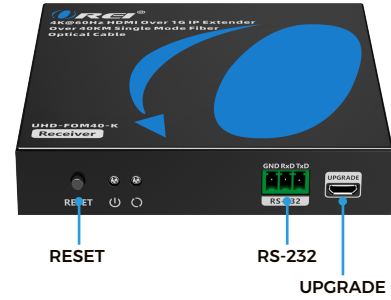 OREI®
4K@60Hz HDMI Over 1G IP Extender
Over 40KM Single Mode Fiber
Optical Cable
UHD-FOM40-K
Receiver
GND RxD TxD
UPGRADE
RESET
RS-232
RESET
RS-232
UPGRADE